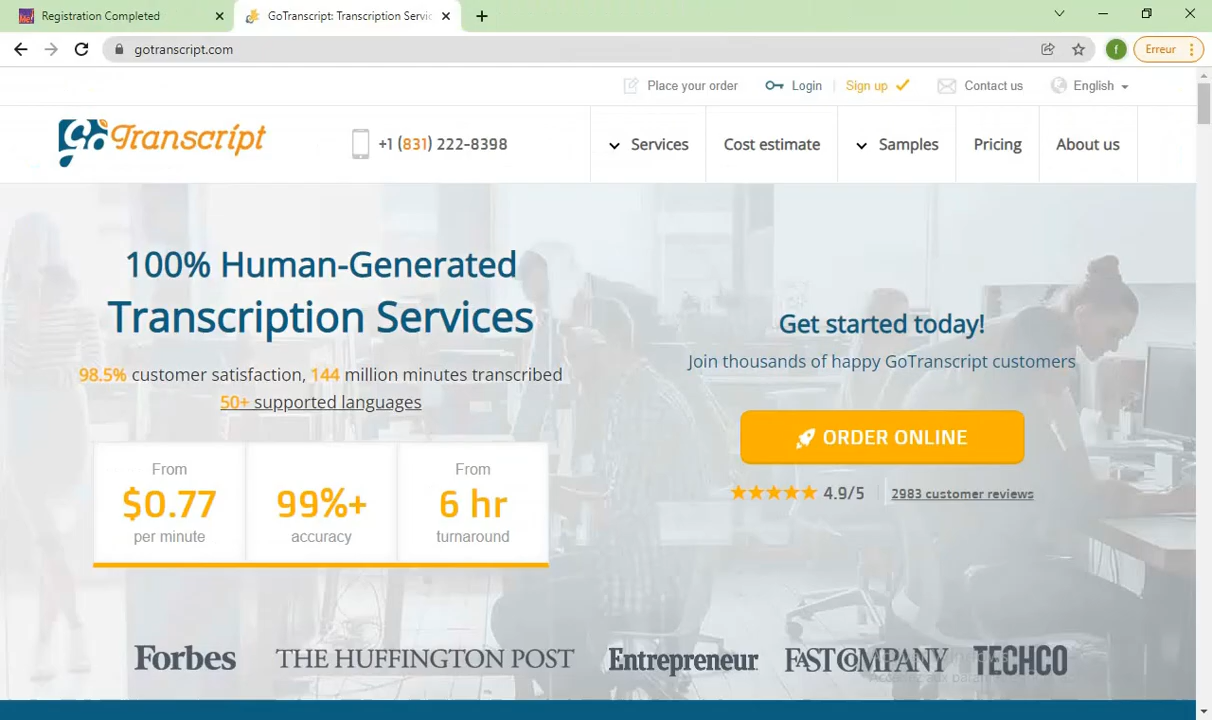 Registration Completed
GoTranscript: Transcription Servic
gotranscript.com
f
Erreur
Place your order
Login
Sign up
Contact us
English
GoTranscript
+1 (831) 222-8398
Services
Cost estimate
Samples
Pricing
About us
100% Human-Generated
Transcription Services
98.5% customer satisfaction, 144 million minutes transcribed
50+ supported languages
From
$0.77
per minute
99%+
accuracy
From
6 hr
turnaround
Get started today!
Join thousands of happy GoTranscript customers
ORDER ONLINE
4.9/5
2983 customer reviews
Forbes
THE HUFFINGTON POST
Entrepreneur
FAST COMPANY
TECHCO